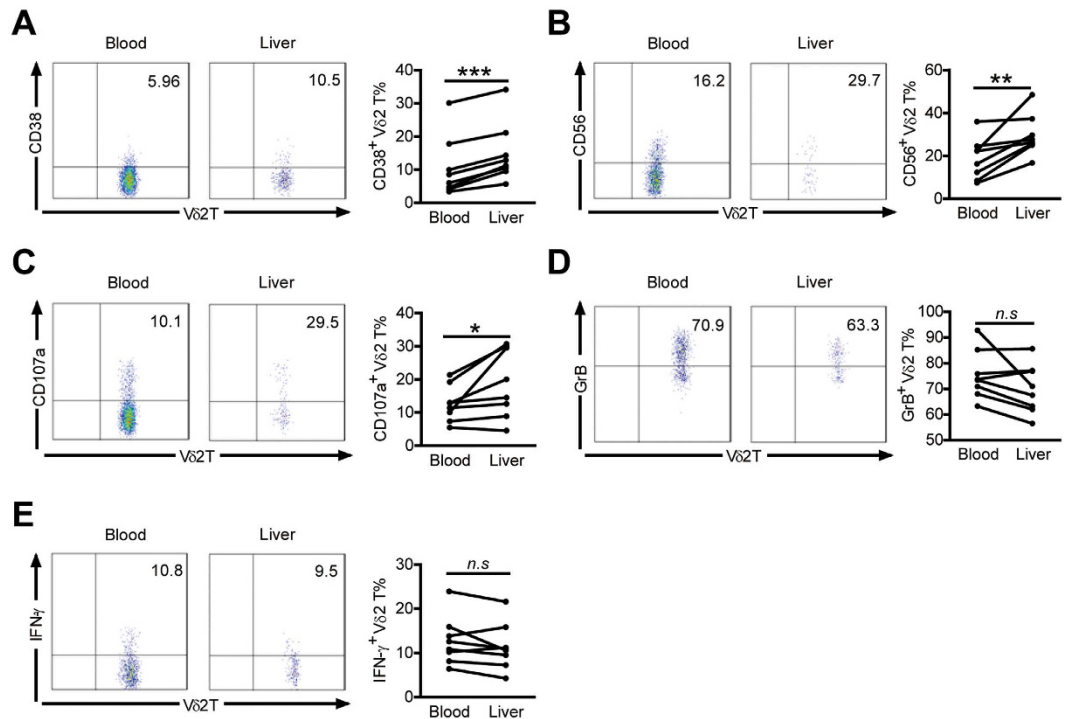 A
Blood
Liver
5.96
10.5
CD38
Vδ2T
***
CD38⁺ Vδ2 T%
40
30
20
10
0
Blood Liver
B
Blood
Liver
16.2
29.7
CD56
Vδ2T
**
CD56⁺ Vδ2 T%
60
40
20
0
Blood Liver
C
Blood
Liver
10.1
29.5
CD107a
Vδ2T
*
CD107a⁺ Vδ2 T%
40
30
20
10
0
Blood Liver
D
Blood
Liver
70.9
63.3
GrB
Vδ2T
n.s
GrB⁺ Vδ2 T%
100
90
80
70
60
50
Blood Liver
E
Blood
Liver
10.8
9.5
IFN-γ
Vδ2T
n.s
IFN-γ⁺ Vδ2 T%
30
20
10
0
Blood Liver